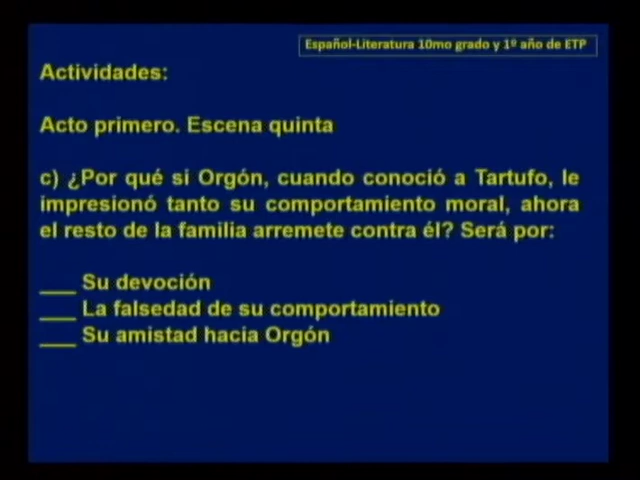 Español-Literatura 10mo grado y 1º año de ETP
Actividades:
Acto primero. Escena quinta
c) ¿Por qué si Orgón, cuando conoció a Tartufo, le
impresionó tanto su comportamiento moral, ahora
el resto de la familia arremete contra él? Será por:
___ Su devoción
___ La falsedad de su comportamiento
___ Su amistad hacia Orgón